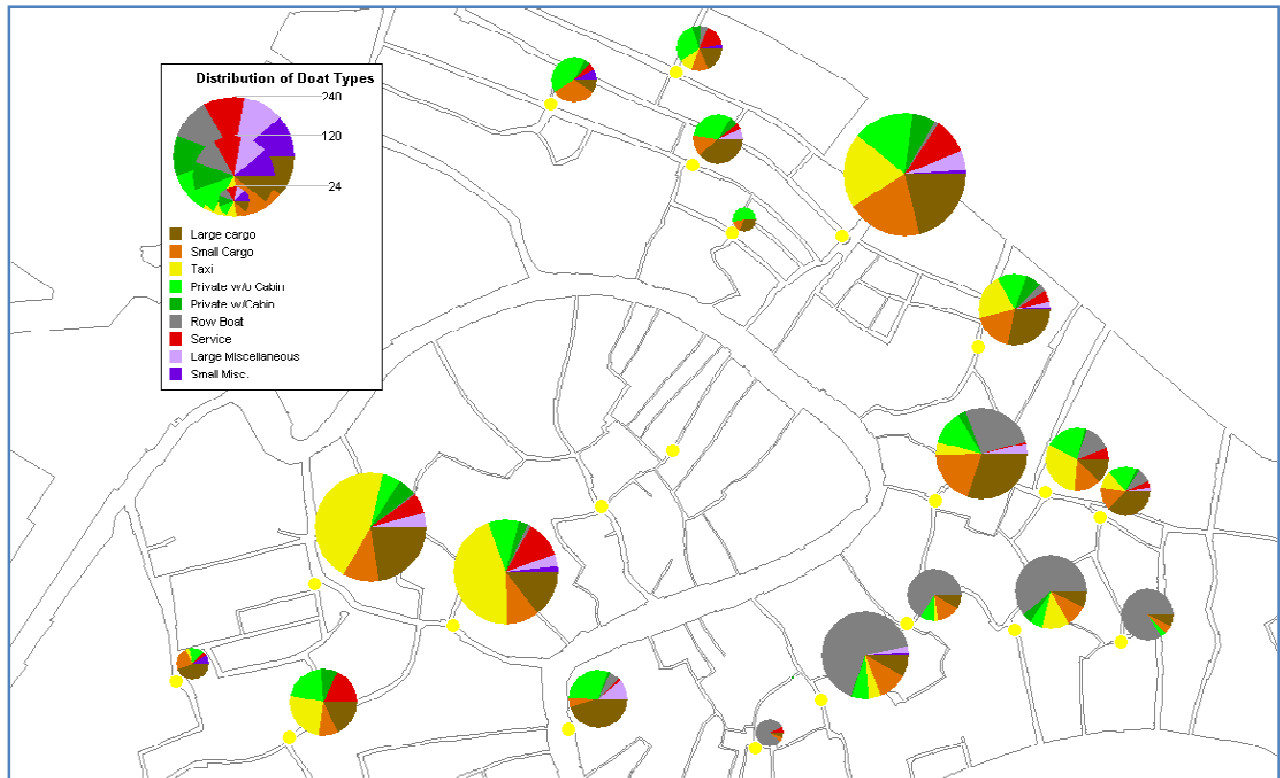 Distribution of Boat Types
240
120
24
Large cargo
Small Cargo
Taxi
Private w/o Cabin
Private w/Cabin
Row Boat
Service
Large Miscellaneous
Small Misc.